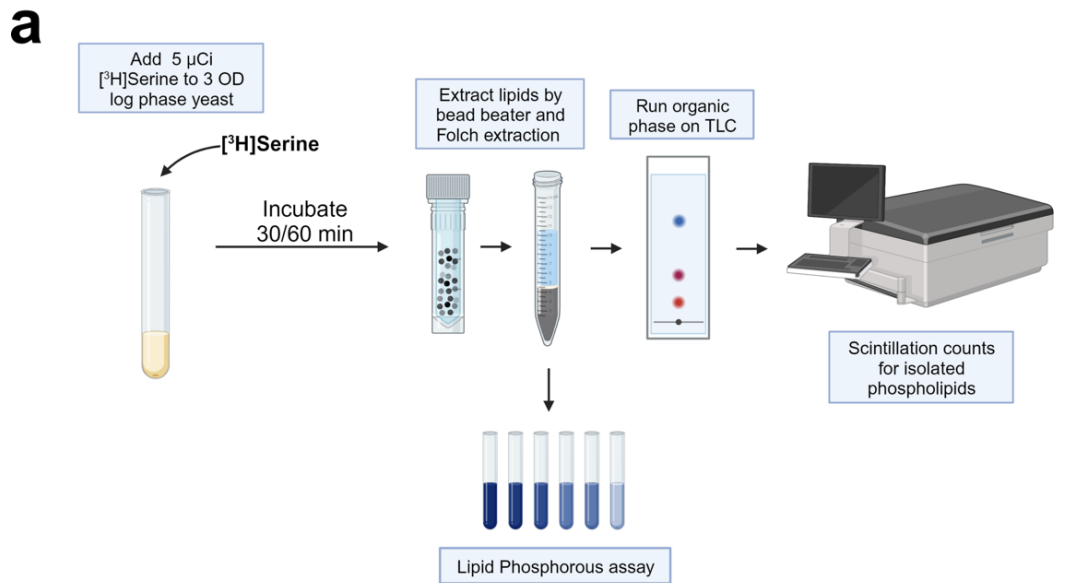 a
Add 5 µCi
[³H]Serine to 3 OD
log phase yeast
[³H]Serine
Incubate
30/60 min
Extract lipids by
bead beater and
Folch extraction
Run organic
phase on TLC
Scintillation counts
for isolated
phospholipids
Lipid Phosphorous assay